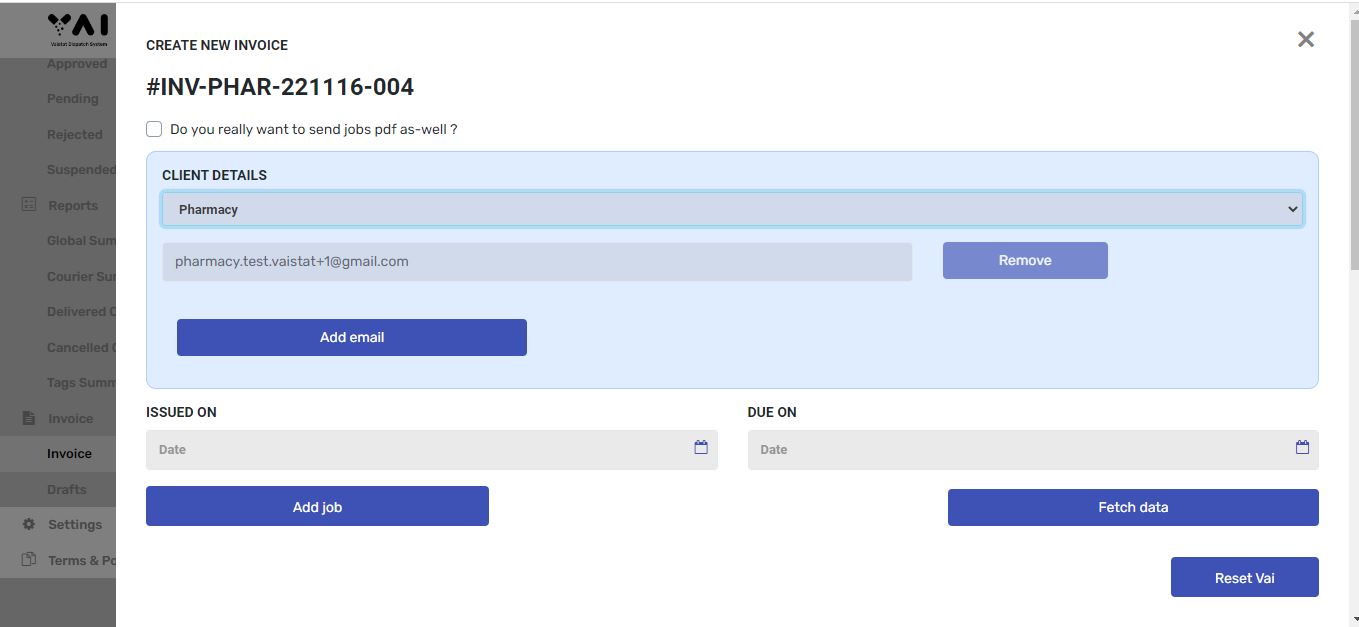 VAI
Vaistat Dispatch System
Approved
Pending
Rejected
Suspended
Reports
Global Sum
Courier Sur
Delivered
Cancelled
Tags Summ
Invoice
Invoice
Drafts
Settings
Terms & Po
CREATE NEW INVOICE
#INV-PHAR-221116-004
Do you really want to send jobs pdf as-well ?
CLIENT DETAILS
Pharmacy
pharmacy.test.vaistat+1@gmail.com
Remove
Add email
ISSUED ON
DUE ON
Date
Date
Add job
Fetch data
Reset Vai